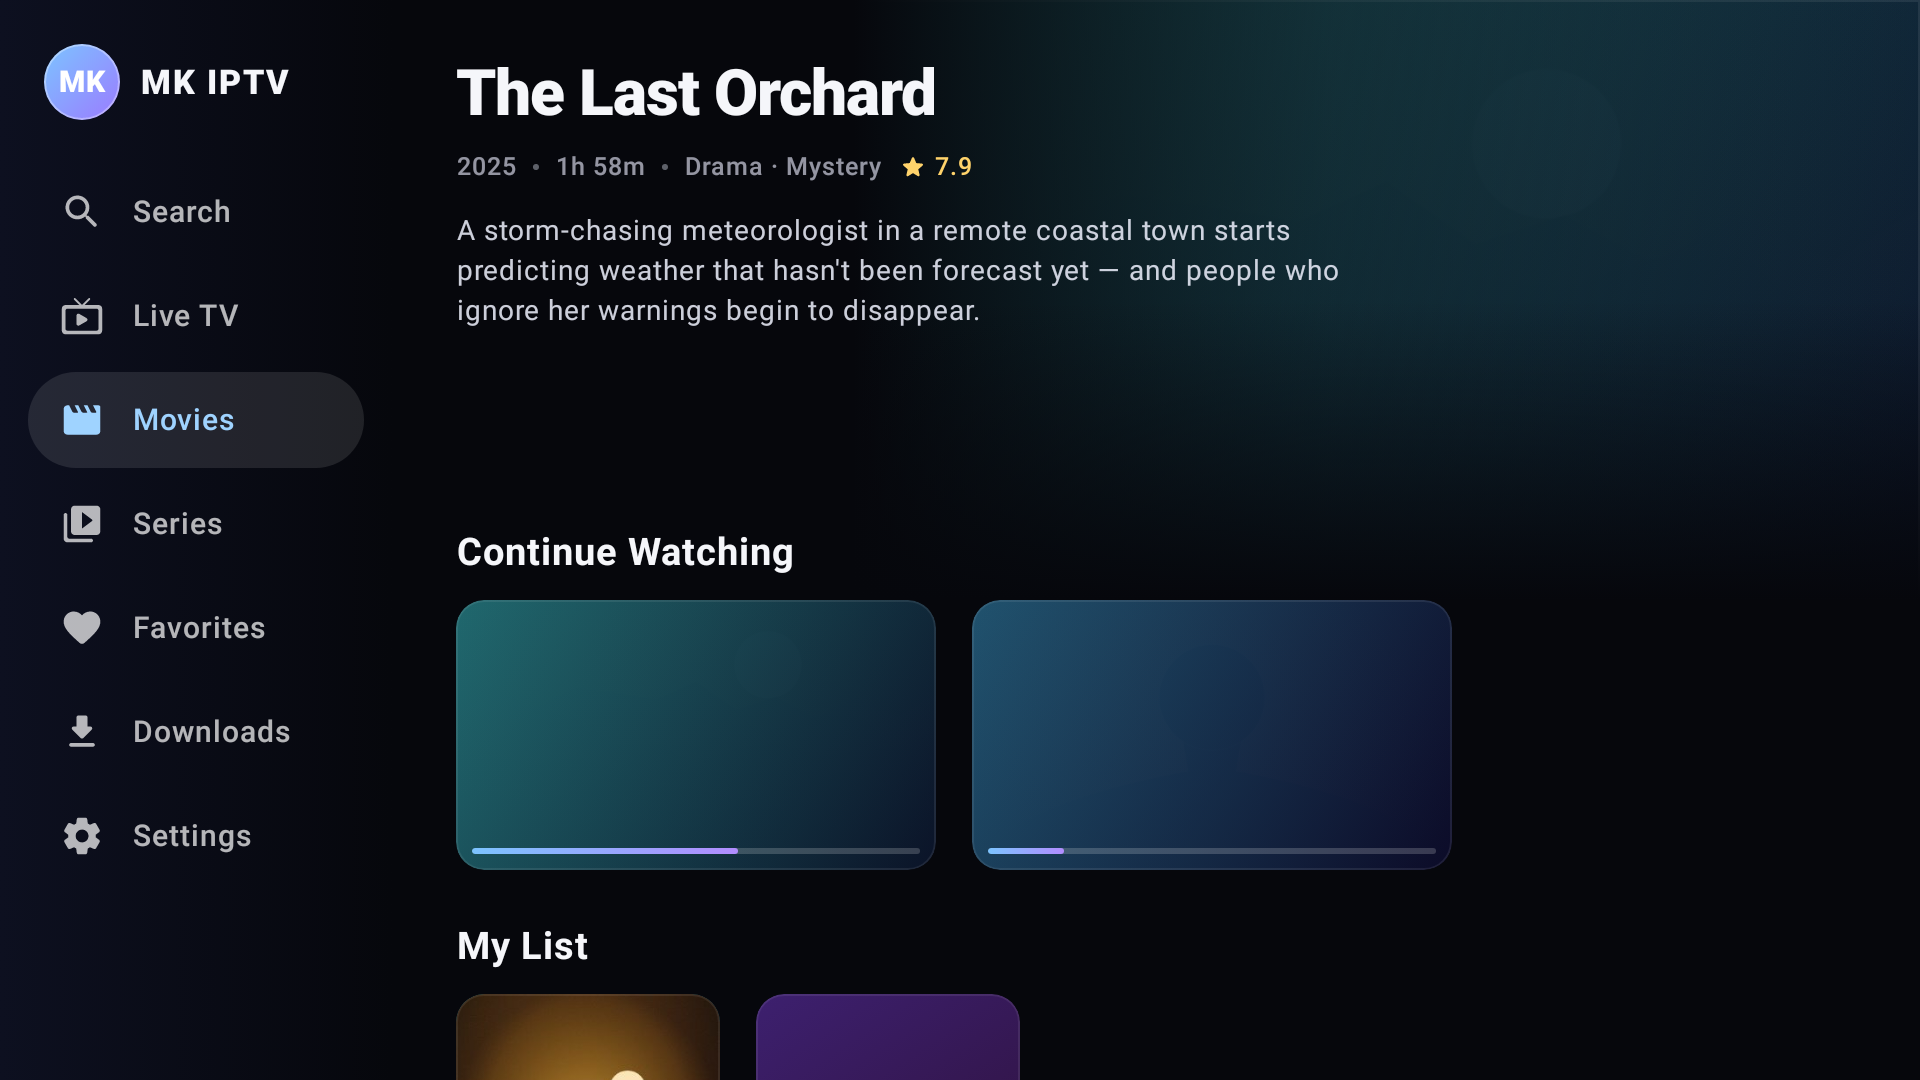 MK
MK IPTV
Search
Live TV
Movies
Series
Favorites
Downloads
Settings
The Last Orchard
2025 • 1h 58m • Drama · Mystery ★ 7.9
A storm-chasing meteorologist in a remote coastal town starts
predicting weather that hasn't been forecast yet — and people who
ignore her warnings begin to disappear.
Continue Watching
My List